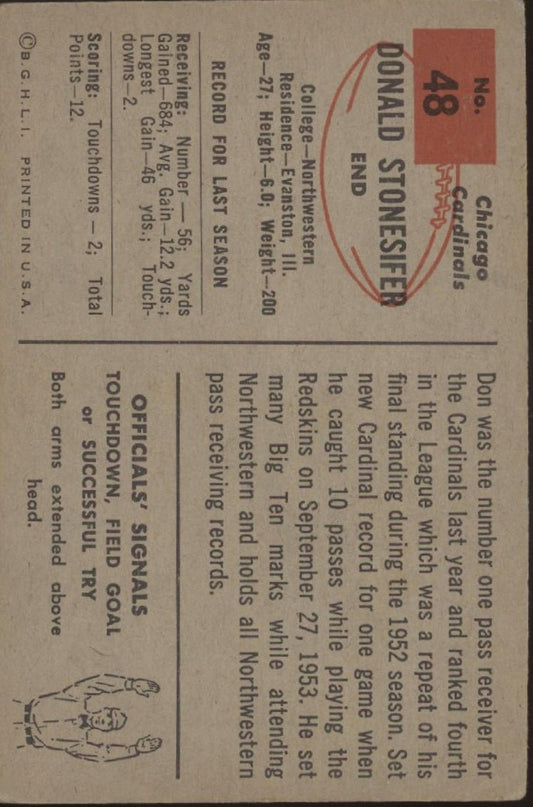 No.
48
Chicago
Cardinals
DONALD STONESIFER
END
College—Northwestern
Residence—Evanston, Ill.
Age—27; Height—6.0; Weight—200
RECORD FOR LAST SEASON
Receiving: Number — 56; Yards
Gained—684; Avg. Gain—12.2 yds.;
Longest Gain—46 yds.; Touch-
downs—2.
Scoring: Touchdowns — 2; Total
Points—12.
©B.G.H.L.I. PRINTED IN U.S.A.
Don was the number one pass receiver for
the Cardinals last year and ranked fourth
in the League which was a repeat of his
final standing during the 1952 season. Set
new Cardinal record for one game when
he caught 10 passes while playing the
Redskins on September 27, 1953. He set
many Big Ten marks while attending
Northwestern and holds all Northwestern
pass receiving records.
OFFICIALS' SIGNALS
TOUCHDOWN, FIELD GOAL
or SUCCESSFUL TRY
Both arms extended above
head.